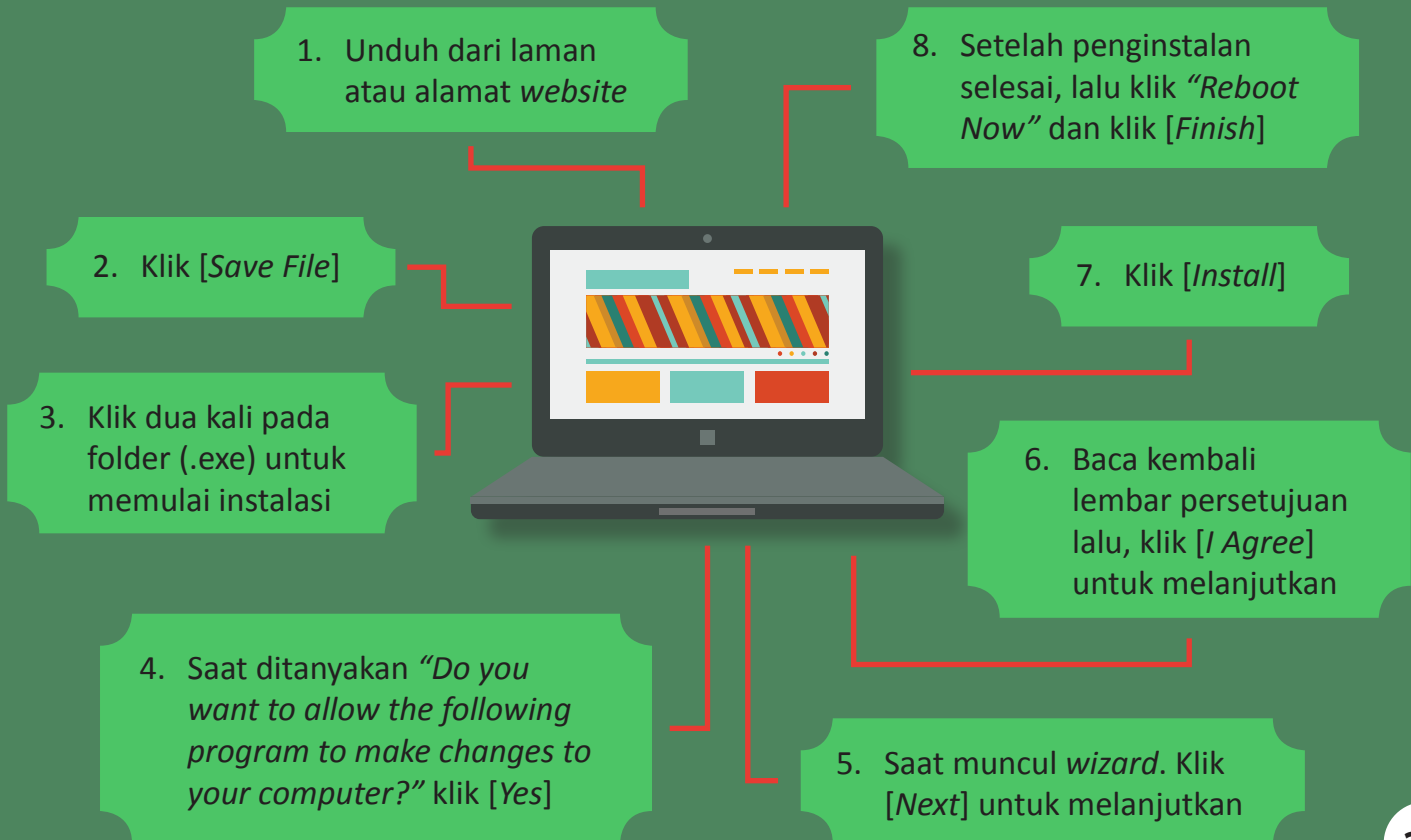 1. Unduh dari laman
atau alamat website
2. Klik [Save File]
3. Klik dua kali pada
folder (.exe) untuk
memulai instalasi
4. Saat ditanyakan “Do you
want to allow the following
program to make changes to
your computer?” klik [Yes]
5. Saat muncul wizard. Klik
[Next] untuk melanjutkan
6. Baca kembali
lembar persetujuan
lalu, klik [I Agree]
untuk melanjutkan
7. Klik [Install]
8. Setelah penginstalan
selesai, lalu klik “Reboot
Now” dan klik [Finish]